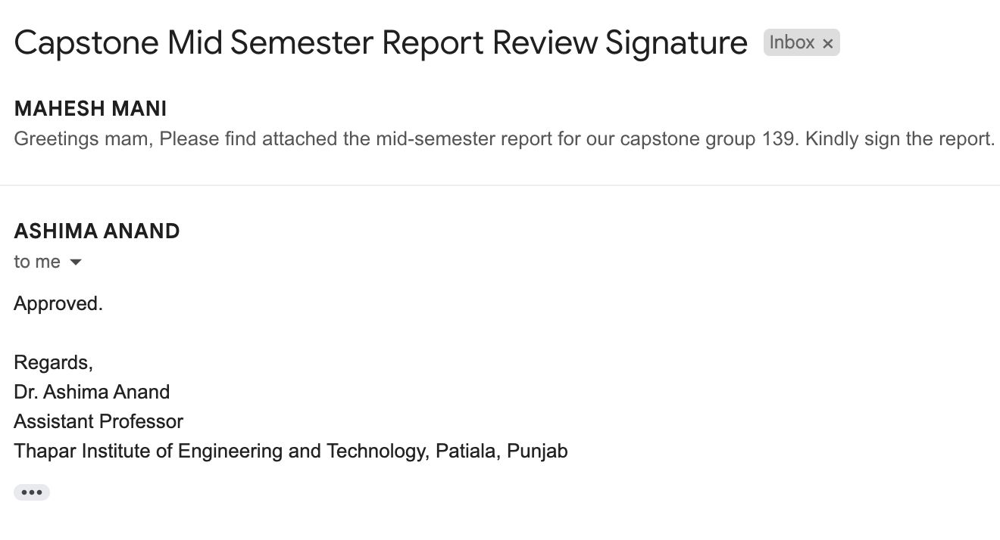 Capstone Mid Semester Report Review Signature Inbox ×
MAHESH MANI
Greetings mam, Please find attached the mid-semester report for our capstone group 139. Kindly sign the report.
ASHIMA ANAND
to me
Approved.
Regards,
Dr. Ashima Anand
Assistant Professor
Thapar Institute of Engineering and Technology, Patiala, Punjab